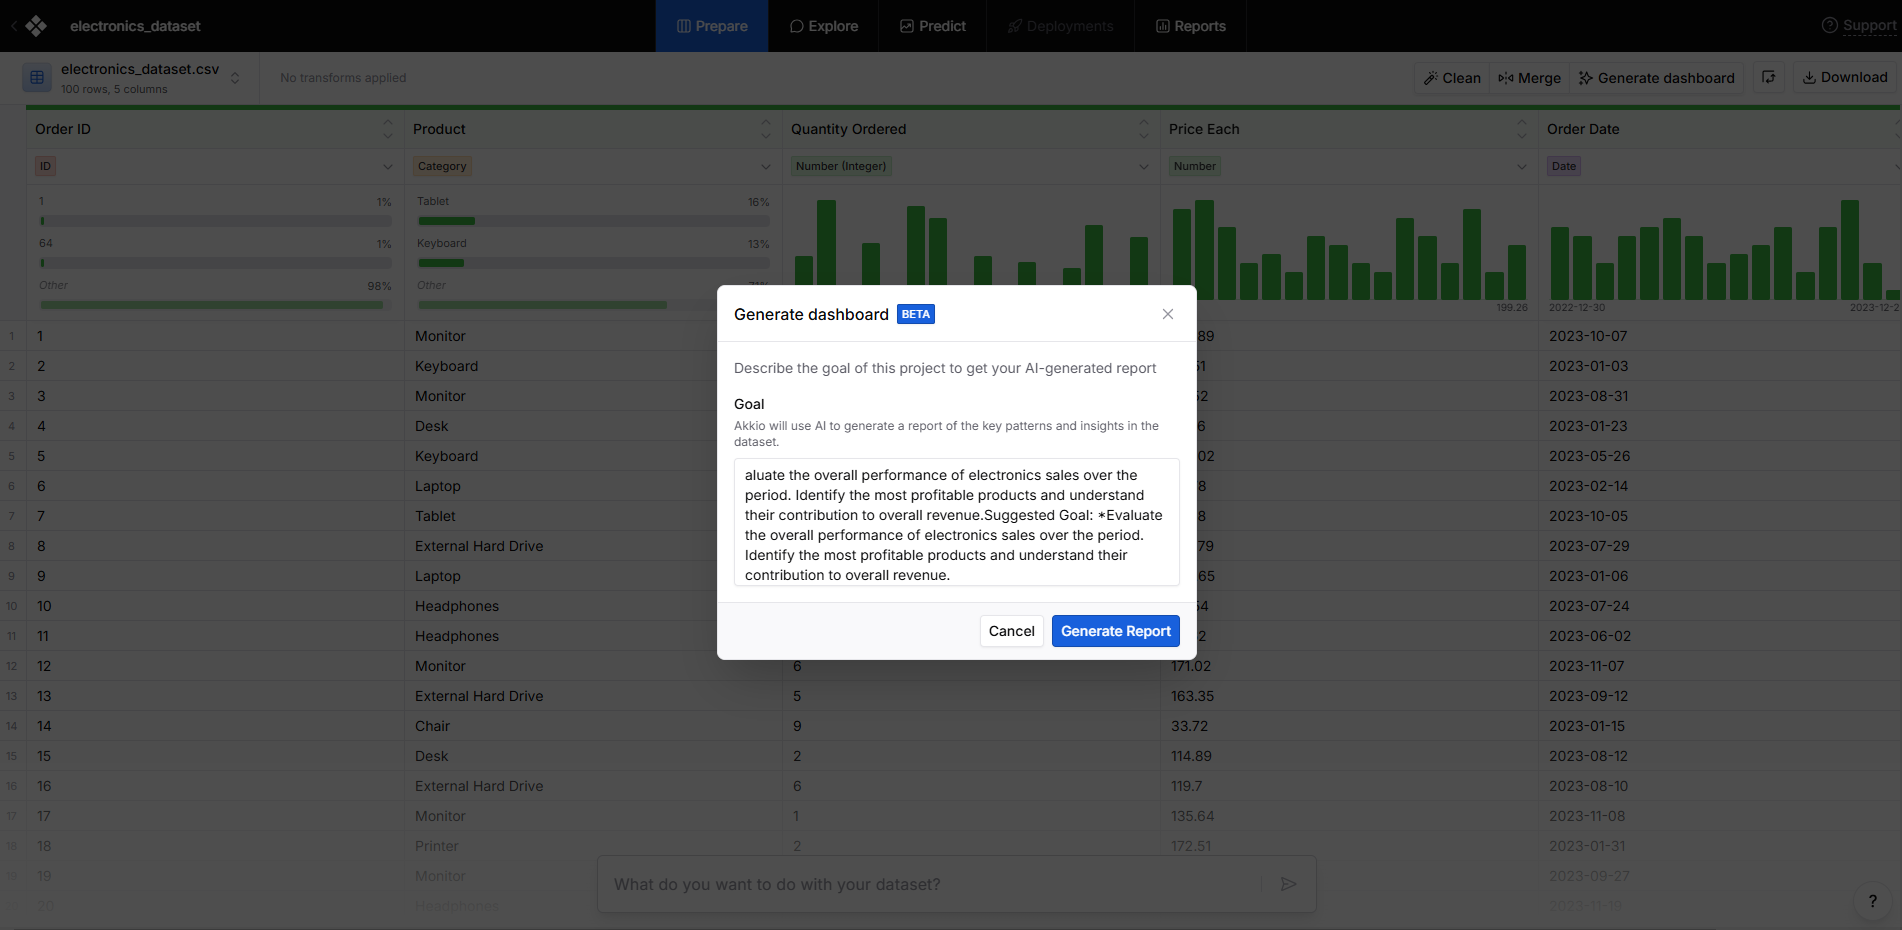 electronics_dataset
Prepare
Explore
Predict
Deployments
Reports
Support
electronics_dataset.csv
100 rows, 5 columns
No transforms applied
Clean
Merge
Generate dashboard
Download
Order ID
Product
Quantity Ordered
Price Each
Order Date
ID
Category
Number (Integer)
Number
Date
1 1%
64 1%
Other 98%
Tablet 16%
Keyboard 13%
Other
199.26
2022-12-30
2023-12-2
Generate dashboard BETA
Describe the goal of this project to get your AI-generated report
Goal
Akkio will use AI to generate a report of the key patterns and insights in the
dataset.
aluate the overall performance of electronics sales over the
period. Identify the most profitable products and understand
their contribution to overall revenue.Suggested Goal: *Evaluate
the overall performance of electronics sales over the period.
Identify the most profitable products and understand their
contribution to overall revenue.
Cancel
Generate Report
1 1 Monitor 89 2023-10-07
2 2 Keyboard 51 2023-01-03
3 3 Monitor 52 2023-08-31
4 4 Desk 6 2023-01-23
5 5 Keyboard 02 2023-05-26
6 6 Laptop 8 2023-02-14
7 7 Tablet 8 2023-10-05
8 8 External Hard Drive 79 2023-07-29
9 9 Laptop 65 2023-01-06
10 10 Headphones 54 2023-07-24
11 11 Headphones 2 2023-06-02
12 12 Monitor 6 171.02 2023-11-07
13 13 External Hard Drive 5 163.35 2023-09-12
14 14 Chair 9 33.72 2023-01-15
15 15 Desk 2 114.89 2023-08-12
16 16 External Hard Drive 6 119.7 2023-08-10
17 17 Monitor 1 135.64 2023-11-08
18 18 Printer 2 172.51 2023-01-31
19 19 Monitor 2023-09-27
20 20 Headphones 2023-11-19
What do you want to do with your dataset?
?